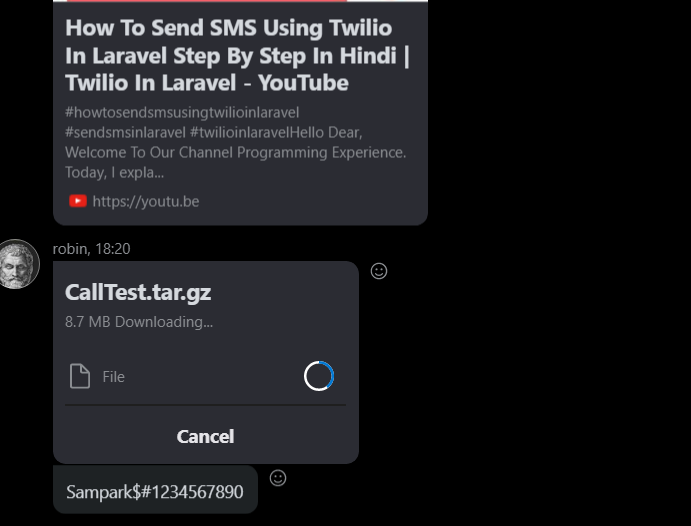 How To Send SMS Using Twilio
In Laravel Step By Step In Hindi |
Twilio In Laravel - YouTube
#howtosendsmsusingtwilioinlaravel
#sendsmsinlaravel #twilioinlaravelHello Dear,
Welcome To Our Channel Programming Experience.
Today, I expla...
https://youtu.be
robin, 18:20
CallTest.tar.gz
8.7 MB Downloading...
File
Cancel
Sampark$#1234567890